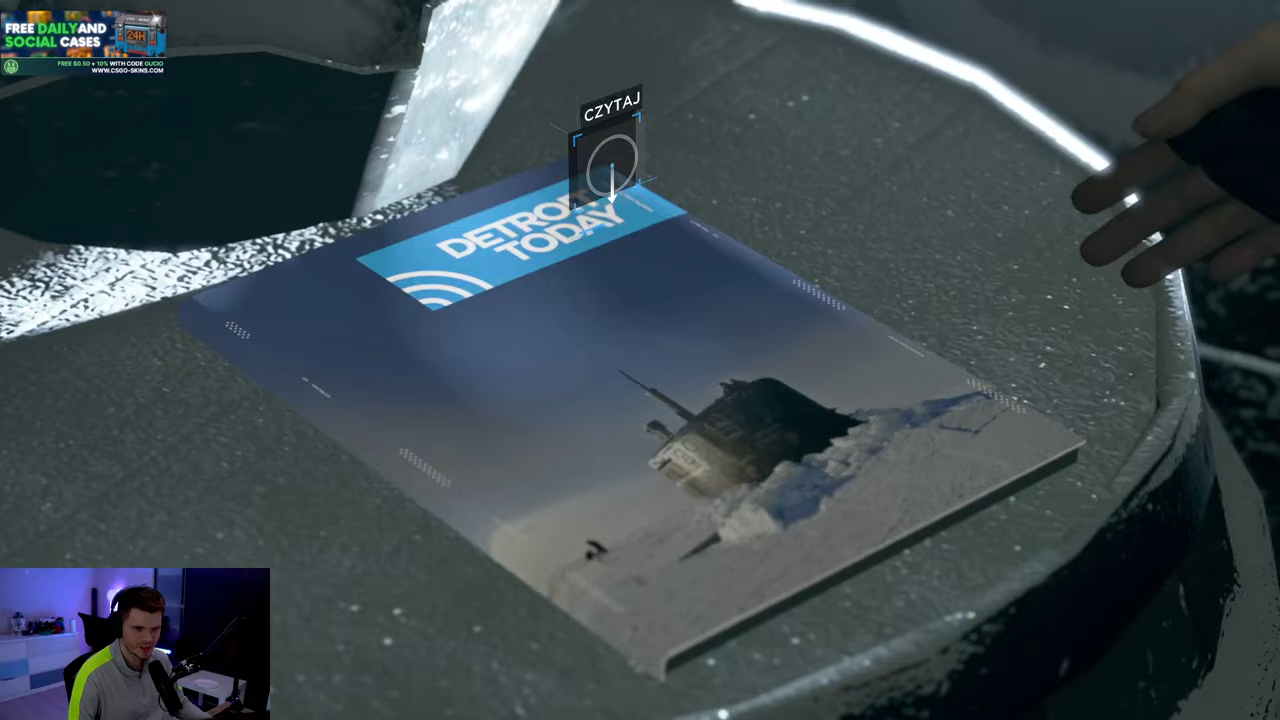 FREE DAILY AND
SOCIAL CASES
24H
FREE $0.50 + 10% WITH CODE GUCIO
WWW.CSGO-SKINS.COM
CZYTAJ
DETROIT
TODAY